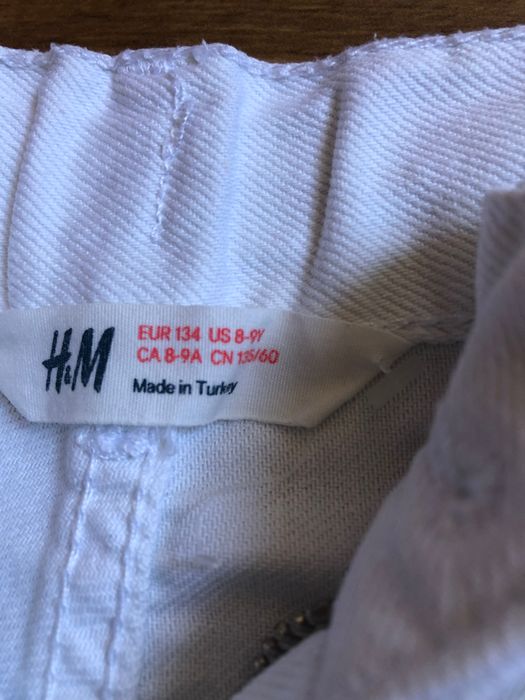 H&M
EUR 134 US 8-9Y
CA 8-9A CN 135/60
Made in Turkey